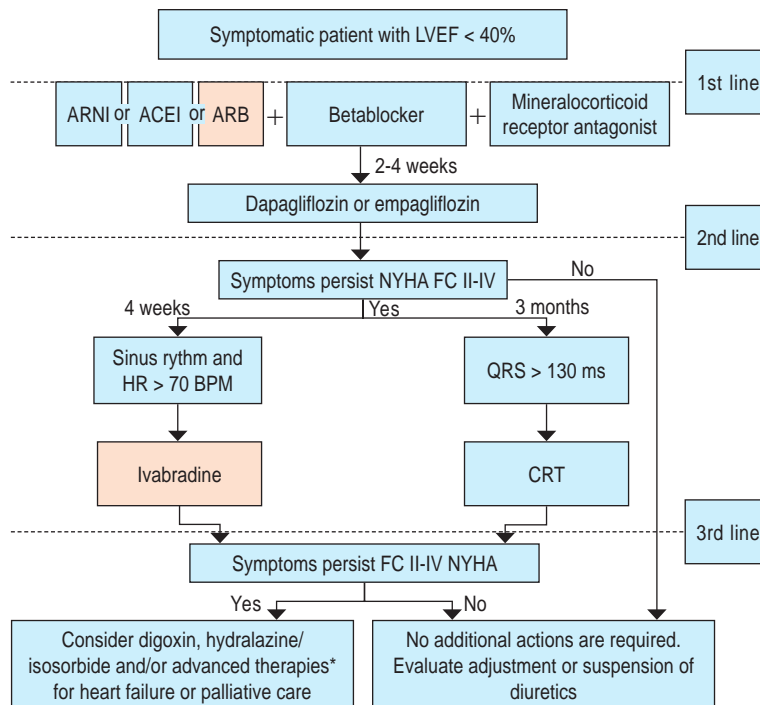 Symptomatic patient with LVEF < 40%
1st line
ARNI or ACEI or ARB + Betablocker + Mineralocorticoid
receptor antagonist
2-4 weeks
Dapagliflozin or empagliflozin
2nd line
Symptoms persist NYHA FC II-IV
No
4 weeks
Yes
3 months
Sinus rythm and
HR > 70 BPM
QRS > 130 ms
Ivabradine
CRT
3rd line
Symptoms persist FC II-IV NYHA
Yes
No
Consider digoxin, hydralazine/
isosorbide and/or advanced therapies*
for heart failure or palliative care
No additional actions are required.
Evaluate adjustment or suspension of
diuretics